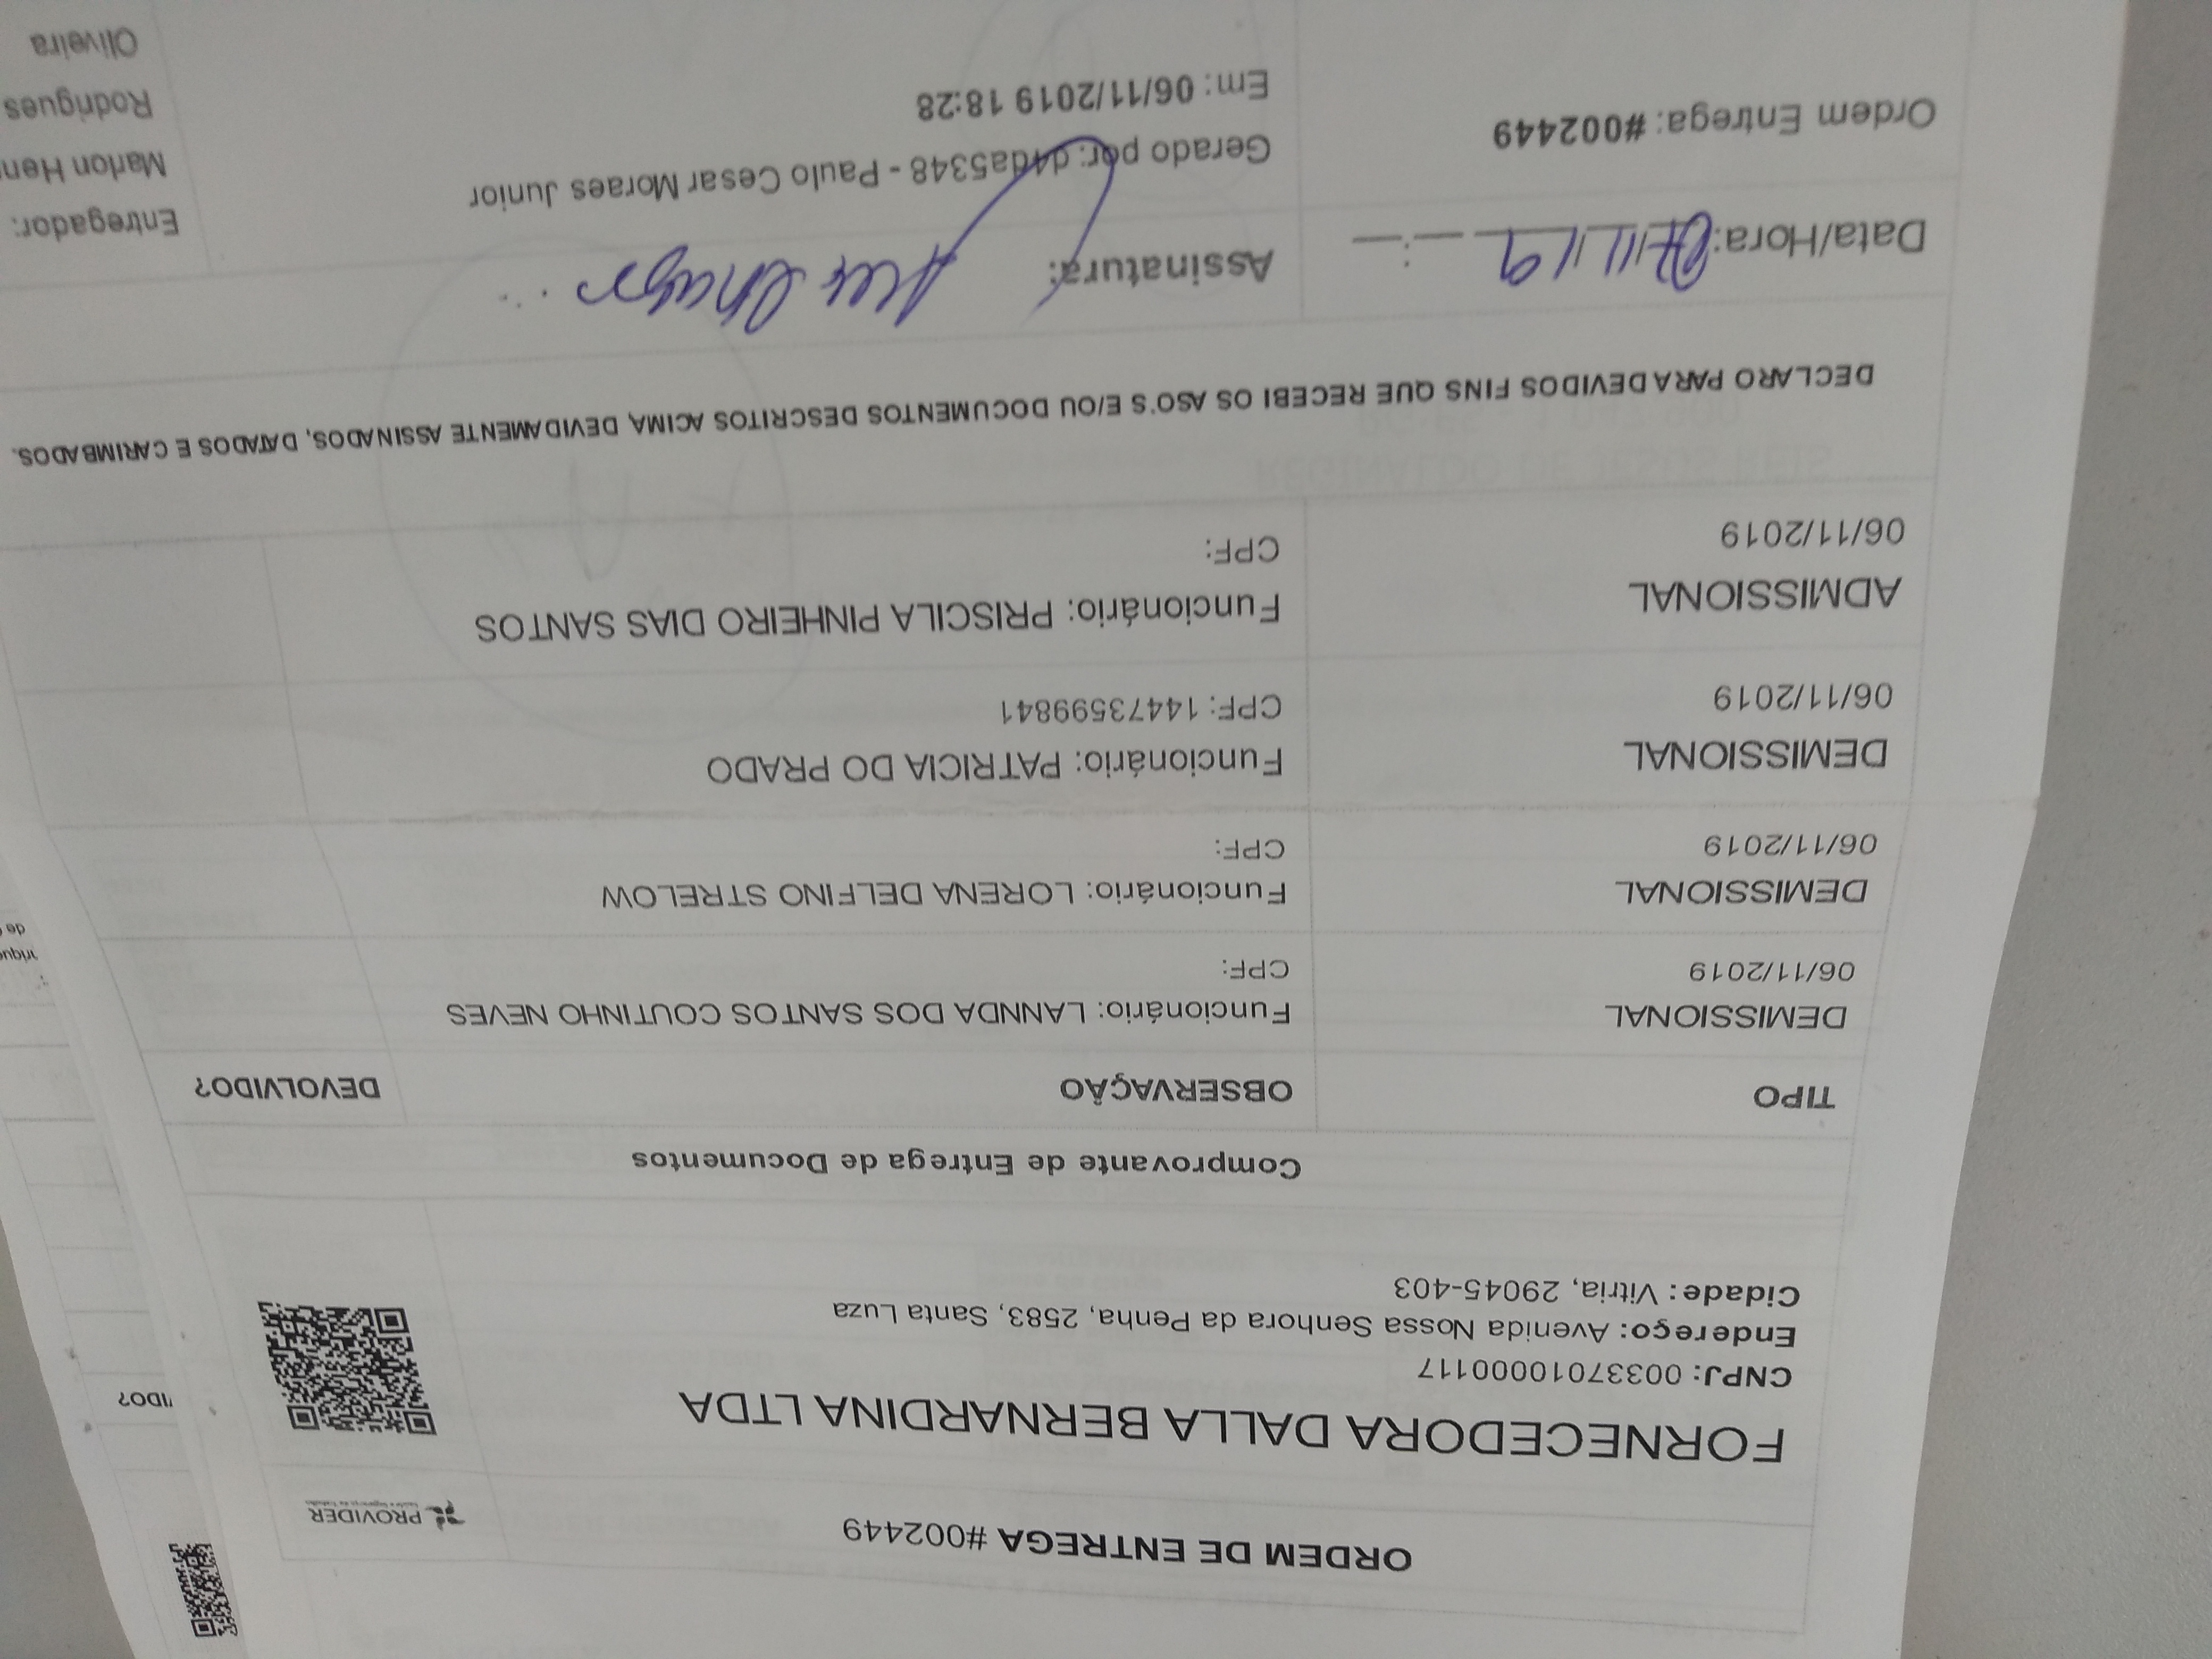 ORDEM DE ENTREGA #002449
PROVIDER
FORNECEDORA DALLA BERNARDINA LTDA
CNPJ: 00337010000117
Endereço: Avenida Nossa Senhora da Penha, 2583, Santa Luza
Cidade: Vitria, 29045-403
Comprovante de Entrega de Documentos
TIPO OBSERVAÇÃO DEVOLVIDO?
DEMISSIONAL Funcionário: LANNDA DOS SANTOS COUTINHO NEVES
06/11/2019 CPF:
DEMISSIONAL Funcionário: LORENA DELFINO STRELOW
06/11/2019 CPF:
DEMISSIONAL Funcionário: PATRICIA DO PRADO
06/11/2019 CPF: 14473599841
ADMISSIONAL Funcionário: PRISCILA PINHEIRO DIAS SANTOS
06/11/2019 CPF:
DECLARO PARA DEVIDOS FINS QUE RECEBI OS ASO'S E/OU DOCUMENTOS DESCRITOS ACIMA, DEVIDAMENTE ASSINADOS, DATADOS E CARIMBADOS.
Data/Hora: 07/11/19 __:__ Assinatura:
Entregador:
Marlon Hen
Rodrigues
Oliveira
Ordem Entrega: #002449
Gerado por: d4da5348 - Paulo Cesar Moraes Junior
Em: 06/11/2019 18:28
IDO?
de